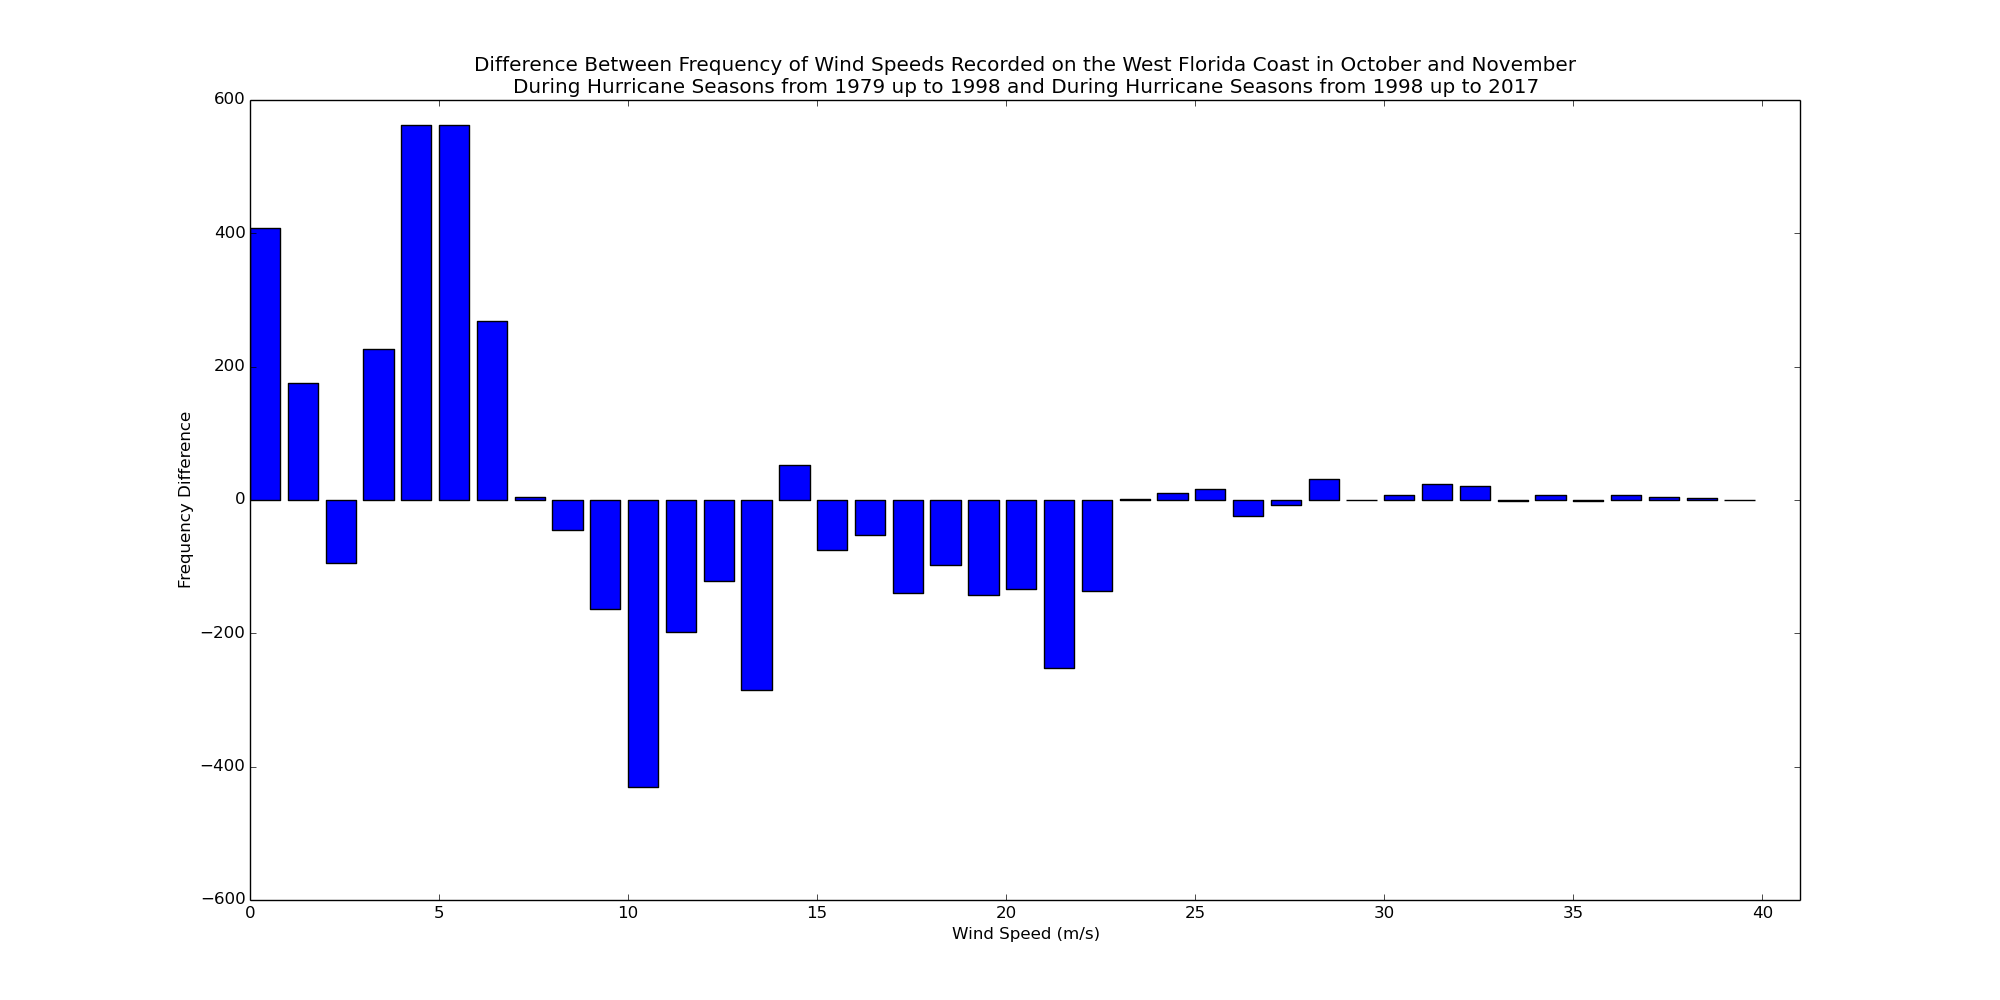 Difference Between Frequency of Wind Speeds Recorded on the West Florida Coast in October and November
During Hurricane Seasons from 1979 up to 1998 and During Hurricane Seasons from 1998 up to 2017
600
400
200
0
−200
−400
−600
Frequency Difference
0 5 10 15 20 25 30 35 40
Wind Speed (m/s)